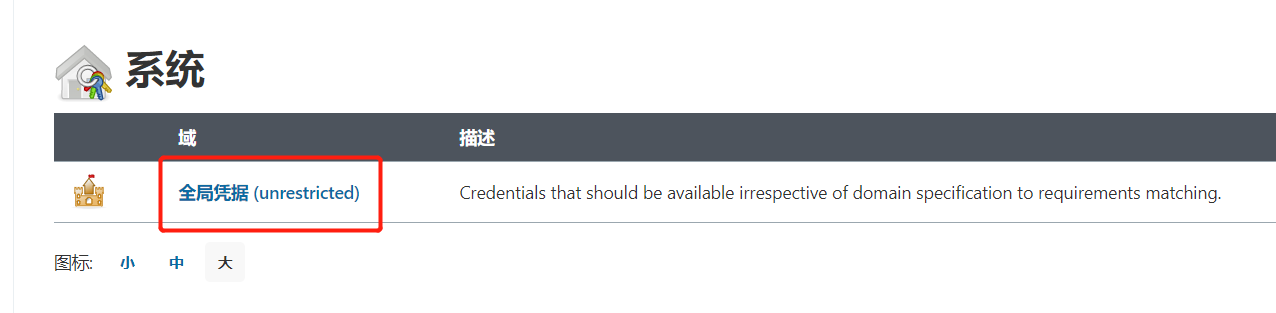 系统
域 描述
全局凭据 (unrestricted) Credentials that should be available irrespective of domain specification to requirements matching.
图标: 小 中 大